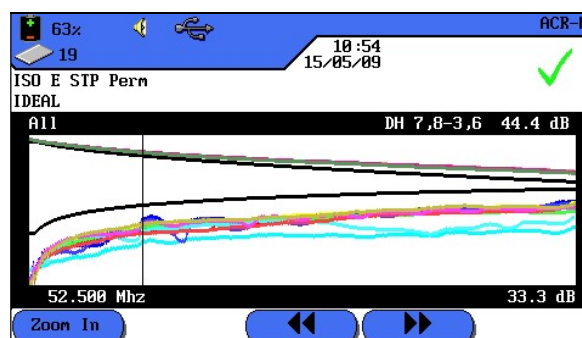 63%
19
ACR-
10:54
15/05/09
ISO E STP Perm
IDEAL
All DH 7,8-3,6 44.4 dB
52.500 Mhz 33.3 dB
Zoom In